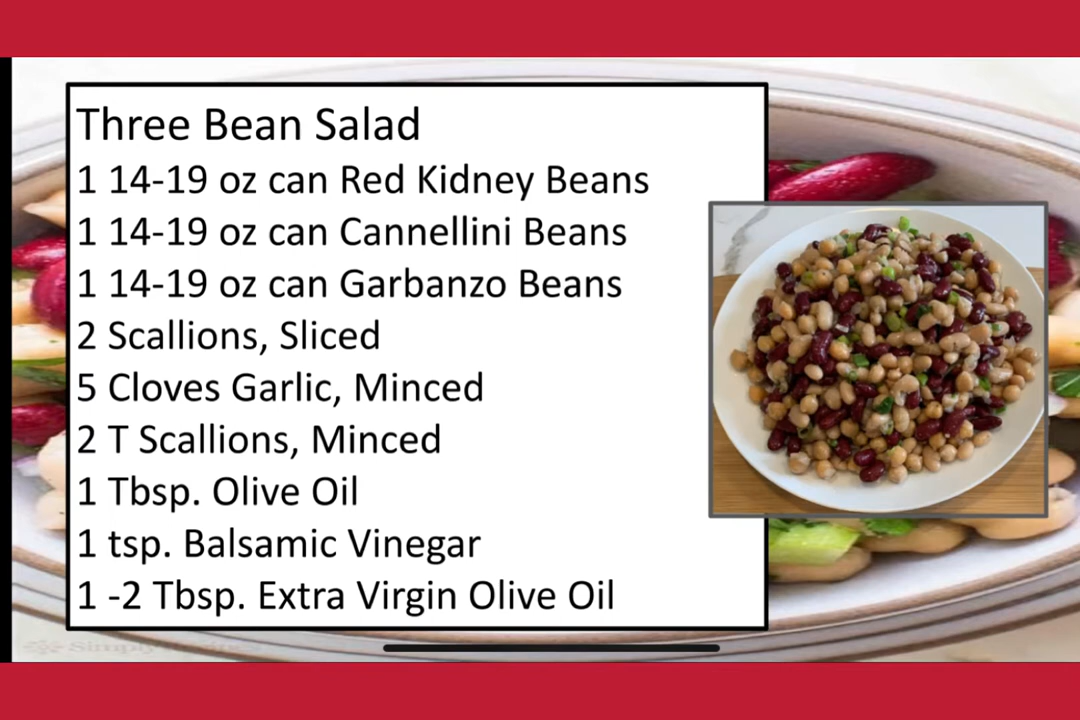 Three Bean Salad
1 14-19 oz can Red Kidney Beans
1 14-19 oz can Cannellini Beans
1 14-19 oz can Garbanzo Beans
2 Scallions, Sliced
5 Cloves Garlic, Minced
2 T Scallions, Minced
1 Tbsp. Olive Oil
1 tsp. Balsamic Vinegar
1 -2 Tbsp. Extra Virgin Olive Oil